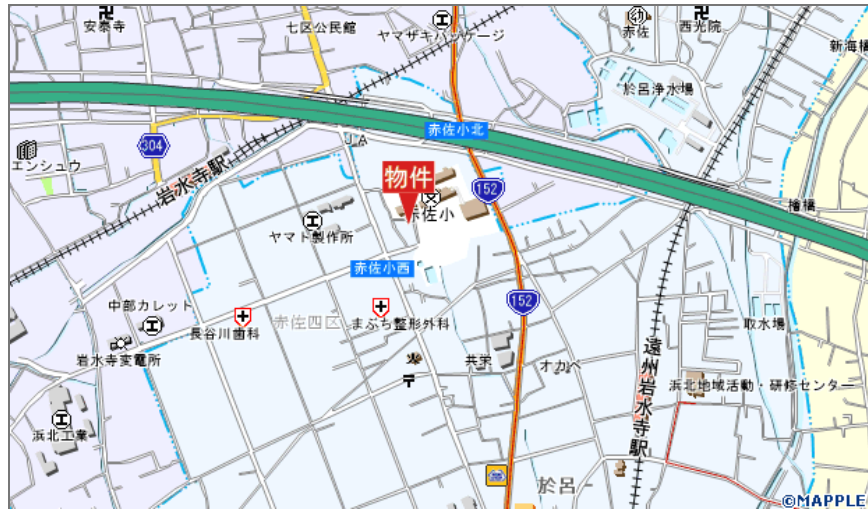 安泰寺
七区公民館
ヤマザキパッケージ
赤佐
西光院
新海橋
於呂浄水場
赤佐小北
304
JA
エンシュウ
岩水寺駅
物件
152
赤佐小
檜橋
ヤマト製作所
赤佐小西
152
中部カレット
長谷川歯科
赤佐四区
まぶち整形外科
取水場
岩水寺変電所
共栄
オカベ
遠州岩水寺駅
浜北地域活動・研修センター
浜北工業
於呂
©MAPPLE